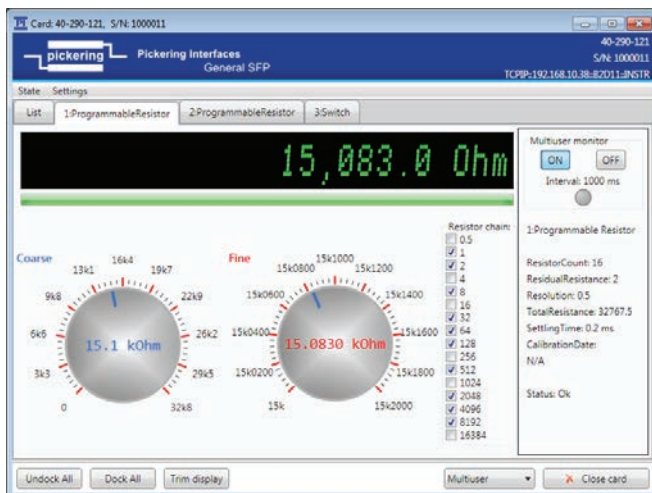 Card: 40-290-121, S/N: 1000011
40-290-121
pickering Pickering Interfaces
General SFP
S/N: 1000011
TCPIP::192.168.10.38::B2D11::INSTR
State Settings
List 1:ProgrammableResistor 2:ProgrammableResistor 3:Switch
15,083.0 Ohm
Multiuser monitor
ON OFF
Interval: 1000 ms
Coarse
0
3k3
6k6
9k8
13k1
16k4
19k7
22k9
26k2
29k5
32k8
15.1 kOhm
Fine
15k
15k0200
15k0400
15k0600
15k0800
15k1000
15k1200
15k1400
15k1600
15k1800
15k2000
15.0830 kOhm
Resistor chain:
0.5
1
2
4
8
16
32
64
128
256
512
1024
2048
4096
8192
16384
1:Programmable Resistor
ResistorCount: 16
ResidualResistance: 2
Resolution: 0.5
TotalResistance: 32767.5
SettlingTime: 0.2 ms.
CalibrationDate:
N/A
Status: Ok
Undock All Dock All Trim display Multiuser Close card